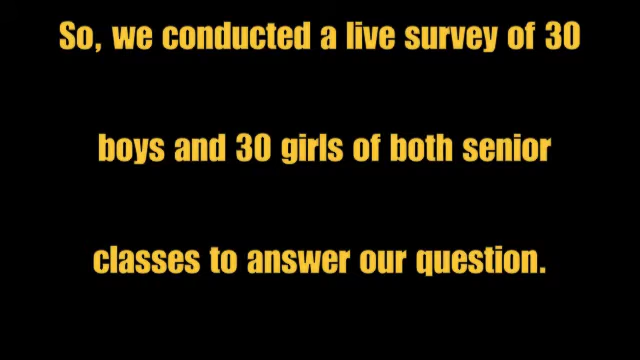 So, we conducted a live survey of 30
boys and 30 girls of both senior
classes to answer our question.